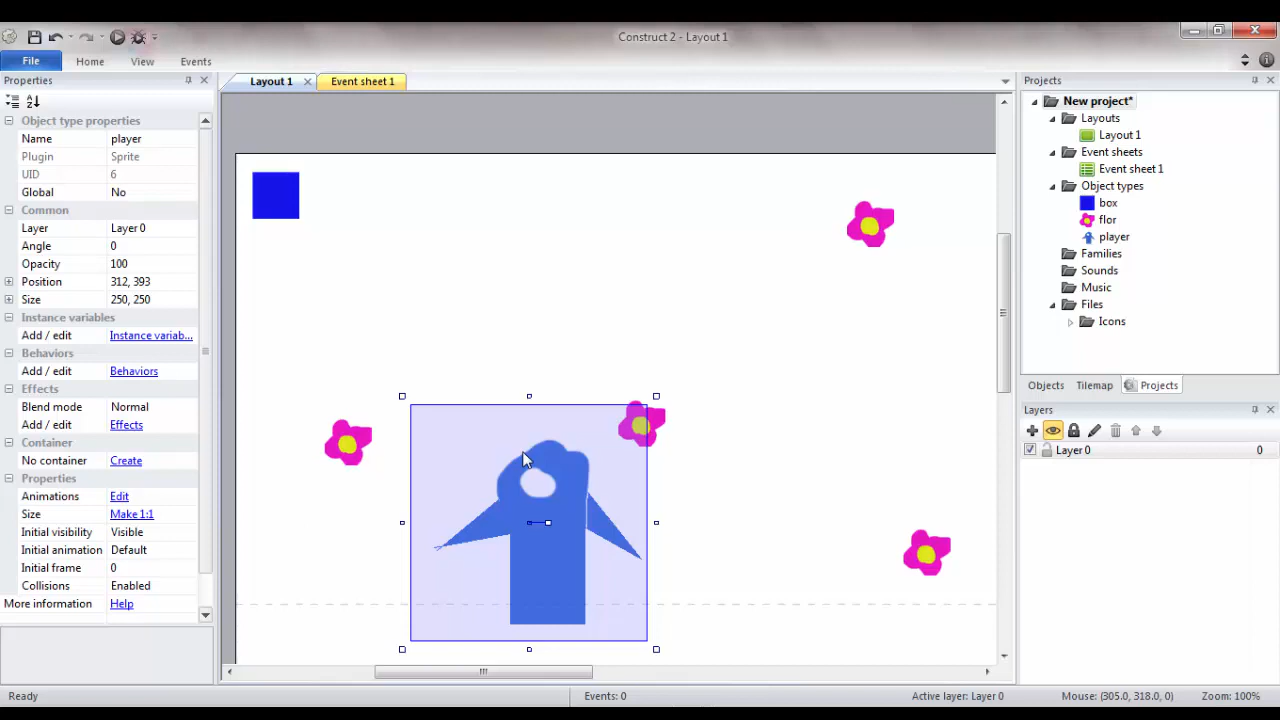 Construct 2 - Layout 1
File Home View Events
Properties
Layout 1 Event sheet 1
Object type properties
Name player
Plugin Sprite
UID 6
Global No
Common
Layer Layer 0
Angle 0
Opacity 100
Position 312, 393
Size 250, 250
Instance variables
Add / edit Instance variab...
Behaviors
Add / edit Behaviors
Effects
Blend mode Normal
Add / edit Effects
Container
No container Create
Properties
Animations Edit
Size Make 1:1
Initial visibility Visible
Initial animation Default
Initial frame 0
Collisions Enabled
More information Help
Projects
New project*
Layouts
Layout 1
Event sheets
Event sheet 1
Object types
box
flor
player
Families
Sounds
Music
Files
Icons
Objects Tilemap Projects
Layers
Layer 0 0
Ready Events: 0 Active layer: Layer 0 Mouse: (305.0, 318.0, 0) Zoom: 100%